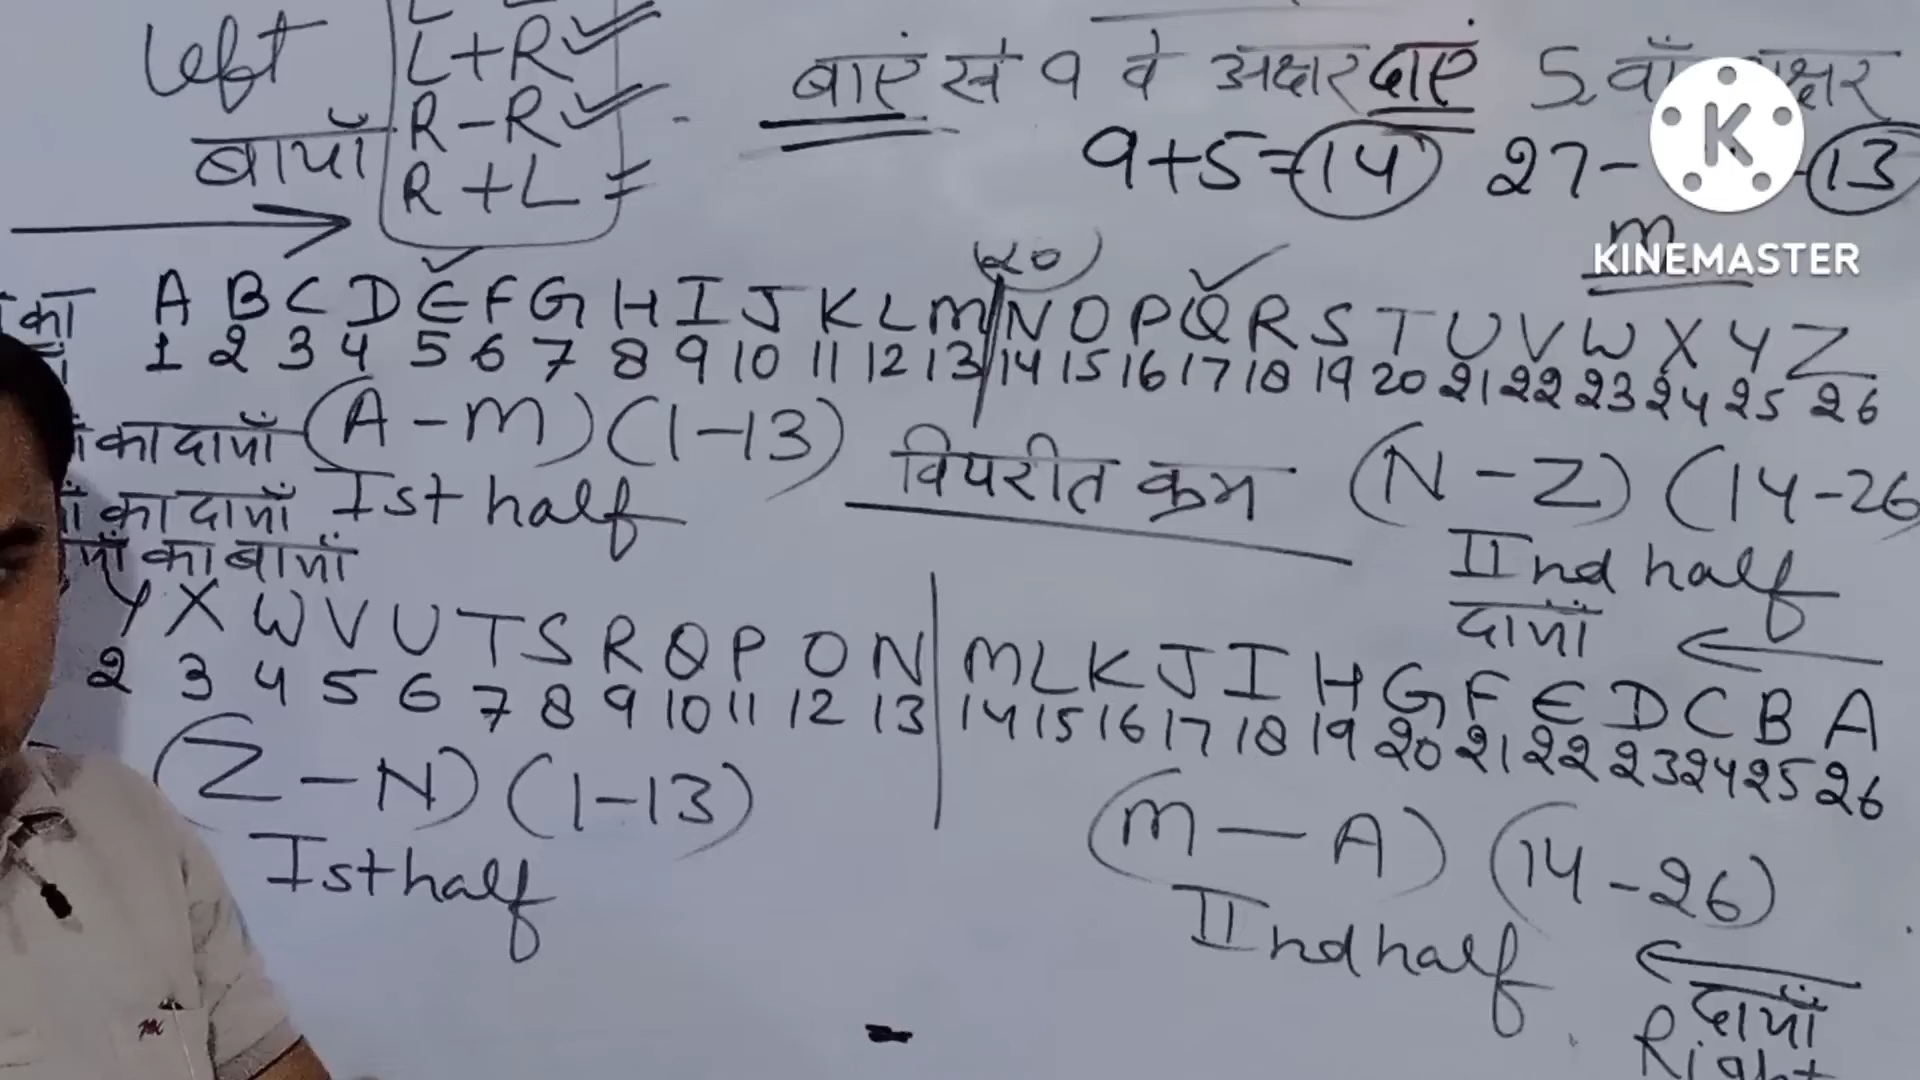 Left
L+R
R-R
बायाँ R+L =
बाएं से 9 वे अक्षर दाएं 5 वाँ
9+5=14 27- 13
m
K
KINEMASTER
का A B C D E F G H I J K L M N O P Q R S T U V W X Y Z
1 2 3 4 5 6 7 8 9 10 11 12 13 14 15 16 17 18 19 20 21 22 23 24 25 26
का दायाँ (A-M) (1-13) विपरीत क्रम (N-Z) (14-26
का दायाँ Ist half IInd half
का बायाँ दायाँ
Y X W V U T S R Q P O N M L K J I H G F E D C B A
2 3 4 5 6 7 8 9 10 11 12 13 14 15 16 17 18 19 20 21 22 23 24 25 26
(Z-N) (1-13) (M-A) (14-26)
Ist half IInd half
दायाँ
Right